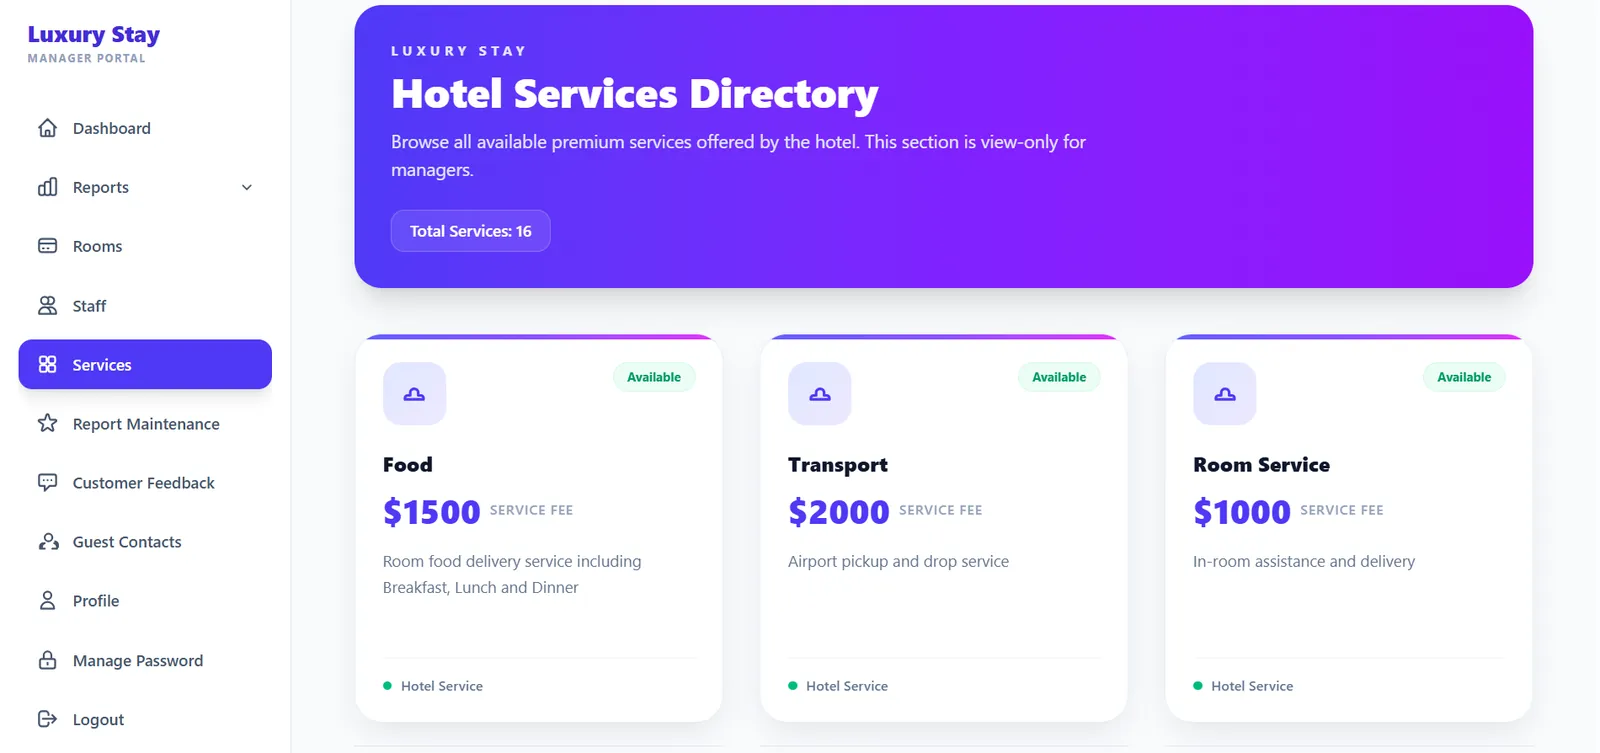 Luxury Stay
MANAGER PORTAL
Dashboard
Reports
Rooms
Staff
Services
Report Maintenance
Customer Feedback
Guest Contacts
Profile
Manage Password
Logout
LUXURY STAY
Hotel Services Directory
Browse all available premium services offered by the hotel. This section is view-only for
managers.
Total Services: 16
Available
Food
$1500 SERVICE FEE
Room food delivery service including
Breakfast, Lunch and Dinner
Hotel Service
Available
Transport
$2000 SERVICE FEE
Airport pickup and drop service
Hotel Service
Available
Room Service
$1000 SERVICE FEE
In-room assistance and delivery
Hotel Service